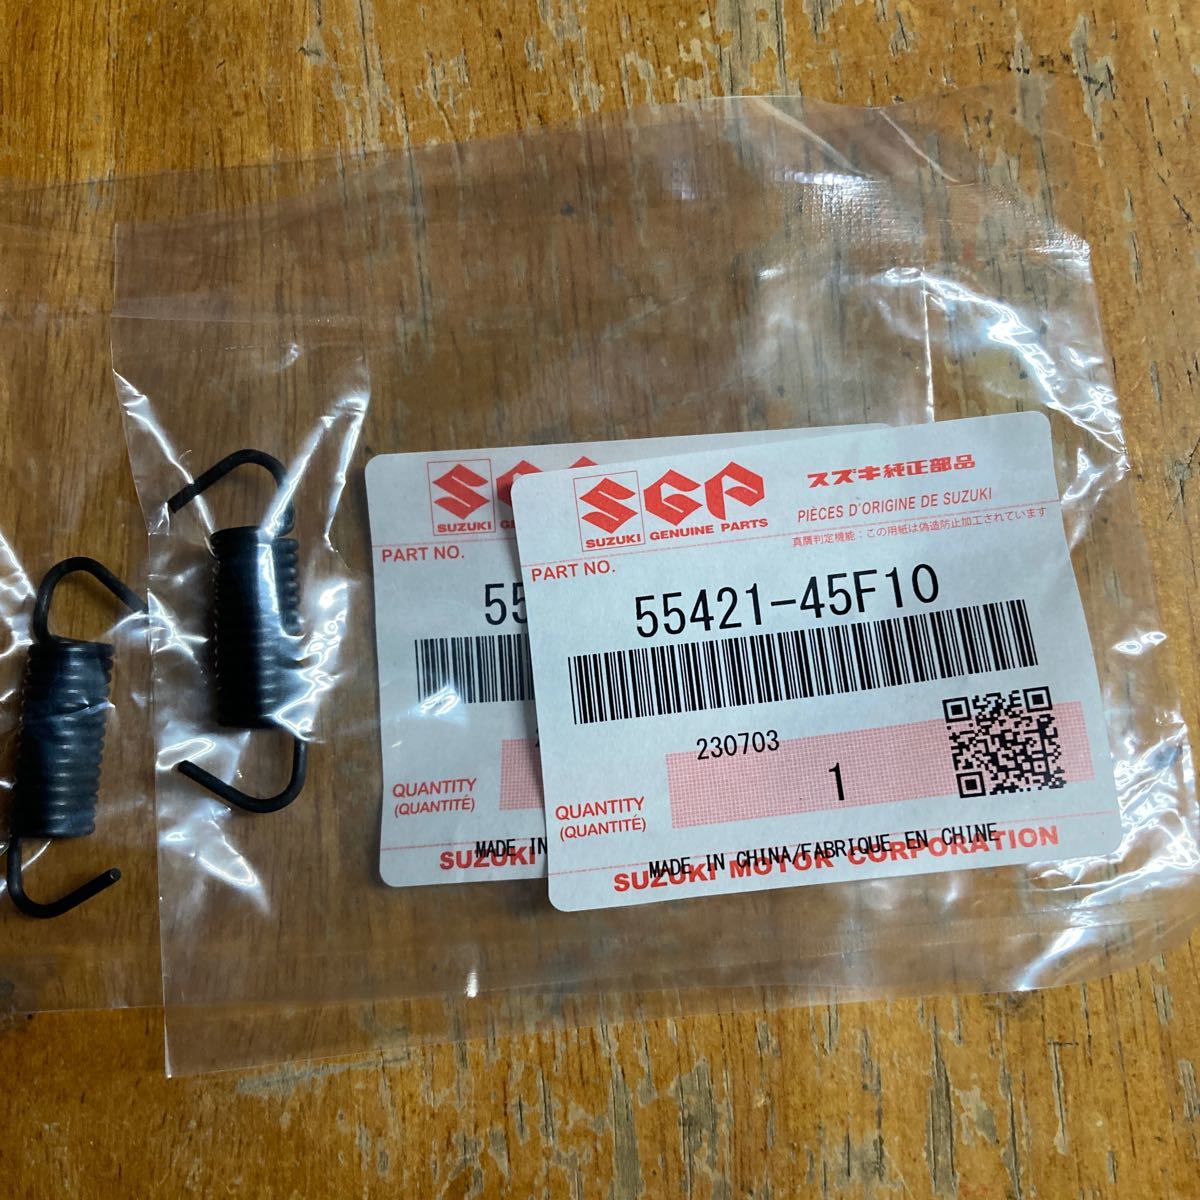 SUZUKI
PART NO.
55
QUANTITY
(QUANTITÉ)
MADE IN
SUZUKI
SGP
スズキ純正部品
SUZUKI GENUINE PARTS
PIÈCES D'ORIGINE DE SUZUKI
真贋判定機能：この用紙は偽造防止加工されています
PART NO.
55421-45F10
230703
QUANTITY
(QUANTITÉ)
1
MADE IN CHINA/FABRIQUE EN CHINE
SUZUKI MOTOR CORPORATION